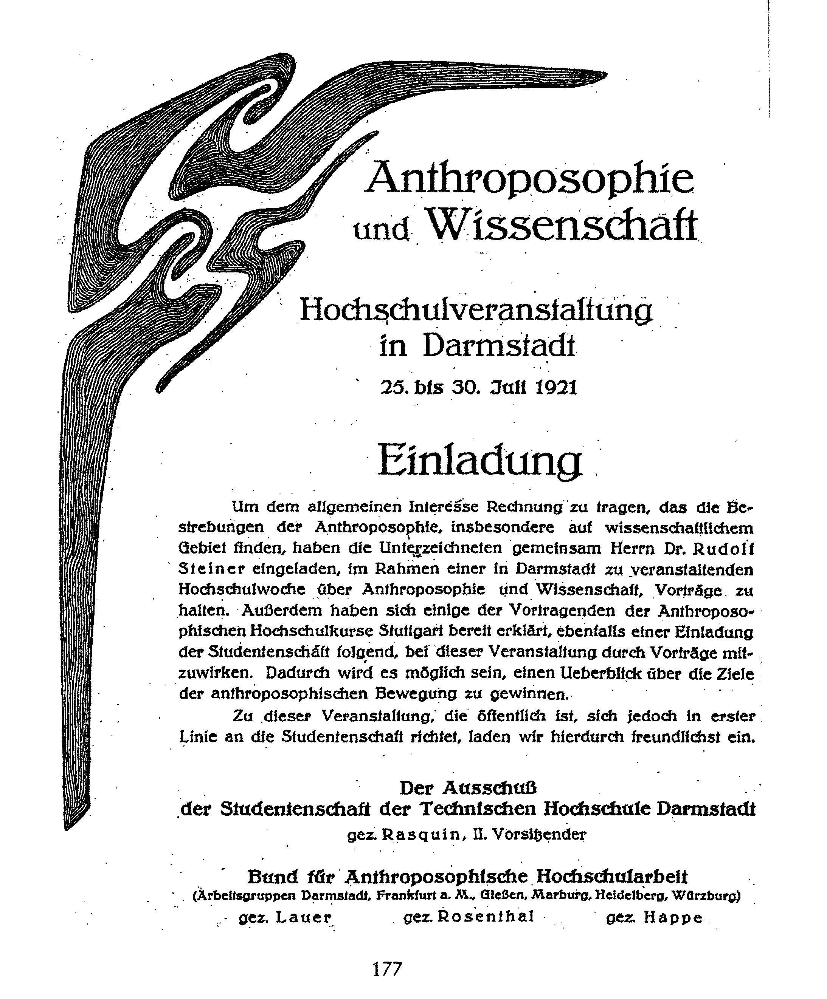 Anthroposophie
und Wissenschaft
Hochschulveranstaltung
in Darmstadt
25. bis 30. Juli 1921
Einladung
Um dem allgemeinen Interesse Rechnung zu tragen, das die Be-
strebungen der Anthroposophie, insbesondere auf wissenschaftlichem
Gebiet finden, haben die Unterzeichneten gemeinsam Herrn Dr. Rudolf
Steiner eingeladen, im Rahmen einer in Darmstadt zu veranstaltenden
Hochschulwoche über Anthroposophie und Wissenschaft, Vorträge zu
halten. Außerdem haben sich einige der Vortragenden der Anthroposo-
phischen Hochschulkurse Stuttgart bereit erklärt, ebenfalls einer Einladung
der Studentenschaft folgend, bei dieser Veranstaltung durch Vorträge mit-
zuwirken. Dadurch wird es möglich sein, einen Ueberblick über die Ziele
der anthroposophischen Bewegung zu gewinnen.
Zu dieser Veranstaltung, die öffentlich ist, sich jedoch in erster
Linie an die Studentenschaft richtet, laden wir hierdurch freundlichst ein.
Der Ausschuß
der Studentenschaft der Technischen Hochschule Darmstadt
gez. Rasquin, II. Vorsitzender
Bund für Anthroposophische Hochschularbeit
(Arbeitsgruppen Darmstadt, Frankfurt a. M., Gießen, Marburg, Heidelberg, Würzburg)
gez. Lauer gez. Rosenthal gez. Happe
177